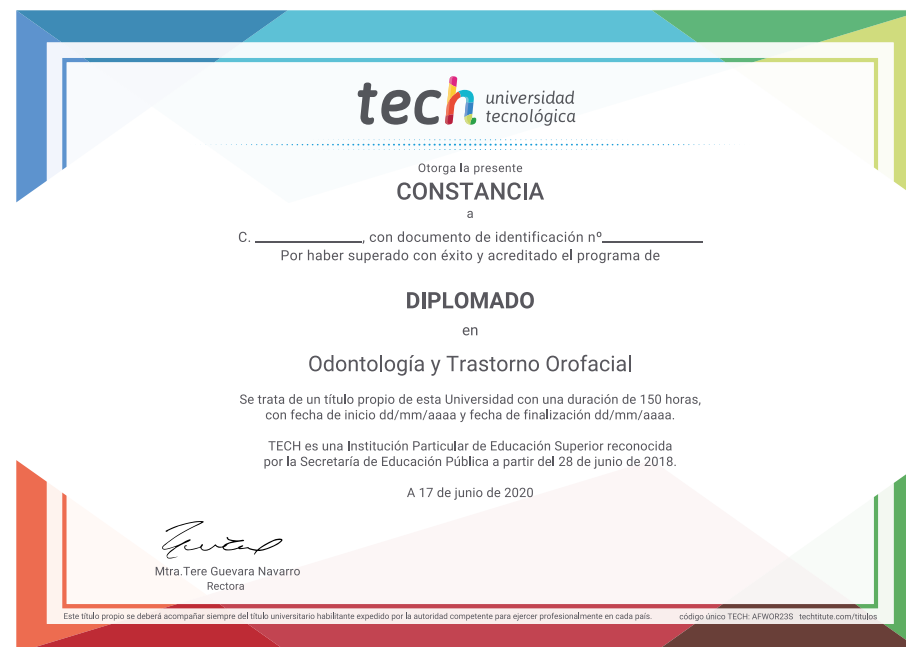 tech universidad
tecnológica
Otorga la presente
CONSTANCIA
a
C. ______________, con documento de identificación nº_____________
Por haber superado con éxito y acreditado el programa de
DIPLOMADO
en
Odontología y Trastorno Orofacial
Se trata de un título propio de esta Universidad con una duración de 150 horas,
con fecha de inicio dd/mm/aaaa y fecha de finalización dd/mm/aaaa.
TECH es una Institución Particular de Educación Superior reconocida
por la Secretaría de Educación Pública a partir del 28 de junio de 2018.
A 17 de junio de 2020
Mtra.Tere Guevara Navarro
Rectora
Este título propio se deberá acompañar siempre del título universitario habilitante expedido por la autoridad competente para ejercer profesionalmente en cada país. código único TECH: AFWOR23S techtitute.com/titulos